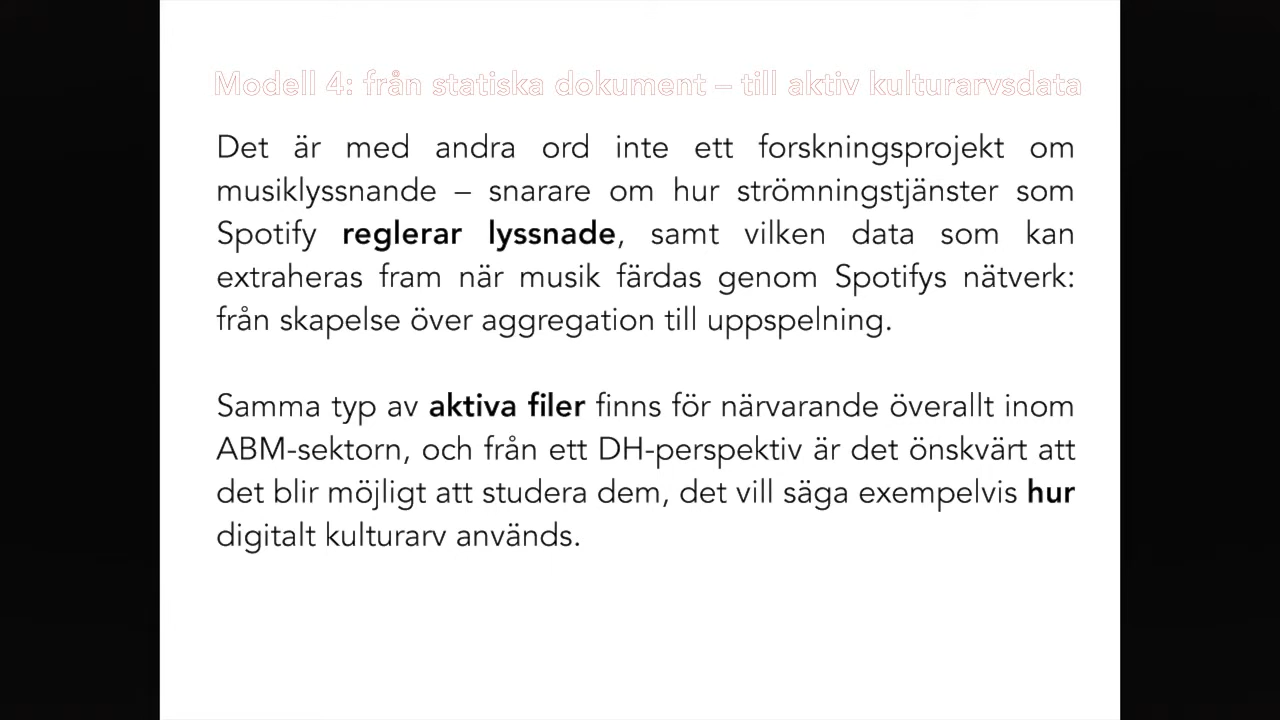 Modell 4: från statiska dokument – till aktiv kulturarvsdata
Det är med andra ord inte ett forskningsprojekt om
musiklyssnande – snarare om hur strömningstjänster som
Spotify reglerar lyssnade, samt vilken data som kan
extraheras fram när musik färdas genom Spotifys nätverk:
från skapelse över aggregation till uppspelning.
Samma typ av aktiva filer finns för närvarande överallt inom
ABM-sektorn, och från ett DH-perspektiv är det önskvärt att
det blir möjligt att studera dem, det vill säga exempelvis hur
digitalt kulturarv används.